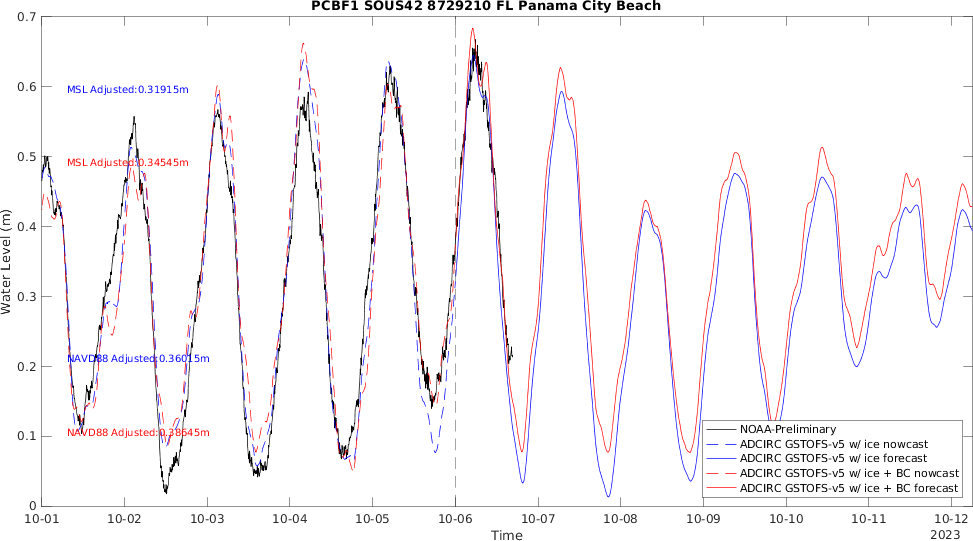 PCBF1 SOUS42 8729210 FL Panama City Beach
0.7
0.6
0.5
0.4
0.3
0.2
0.1
0
Water Level (m)
MSL Adjusted:0.31915m
MSL Adjusted:0.34545m
NAVD88 Adjusted:0.36015m
NAVD88 Adjusted:0.38645m
NOAA-Preliminary
ADCIRC GSTOFS-v5 w/ ice nowcast
ADCIRC GSTOFS-v5 w/ ice forecast
ADCIRC GSTOFS-v5 w/ ice + BC nowcast
ADCIRC GSTOFS-v5 w/ ice + BC forecast
10-01 10-02 10-03 10-04 10-05 10-06 10-07 10-08 10-09 10-10 10-11 10-12
Time
2023